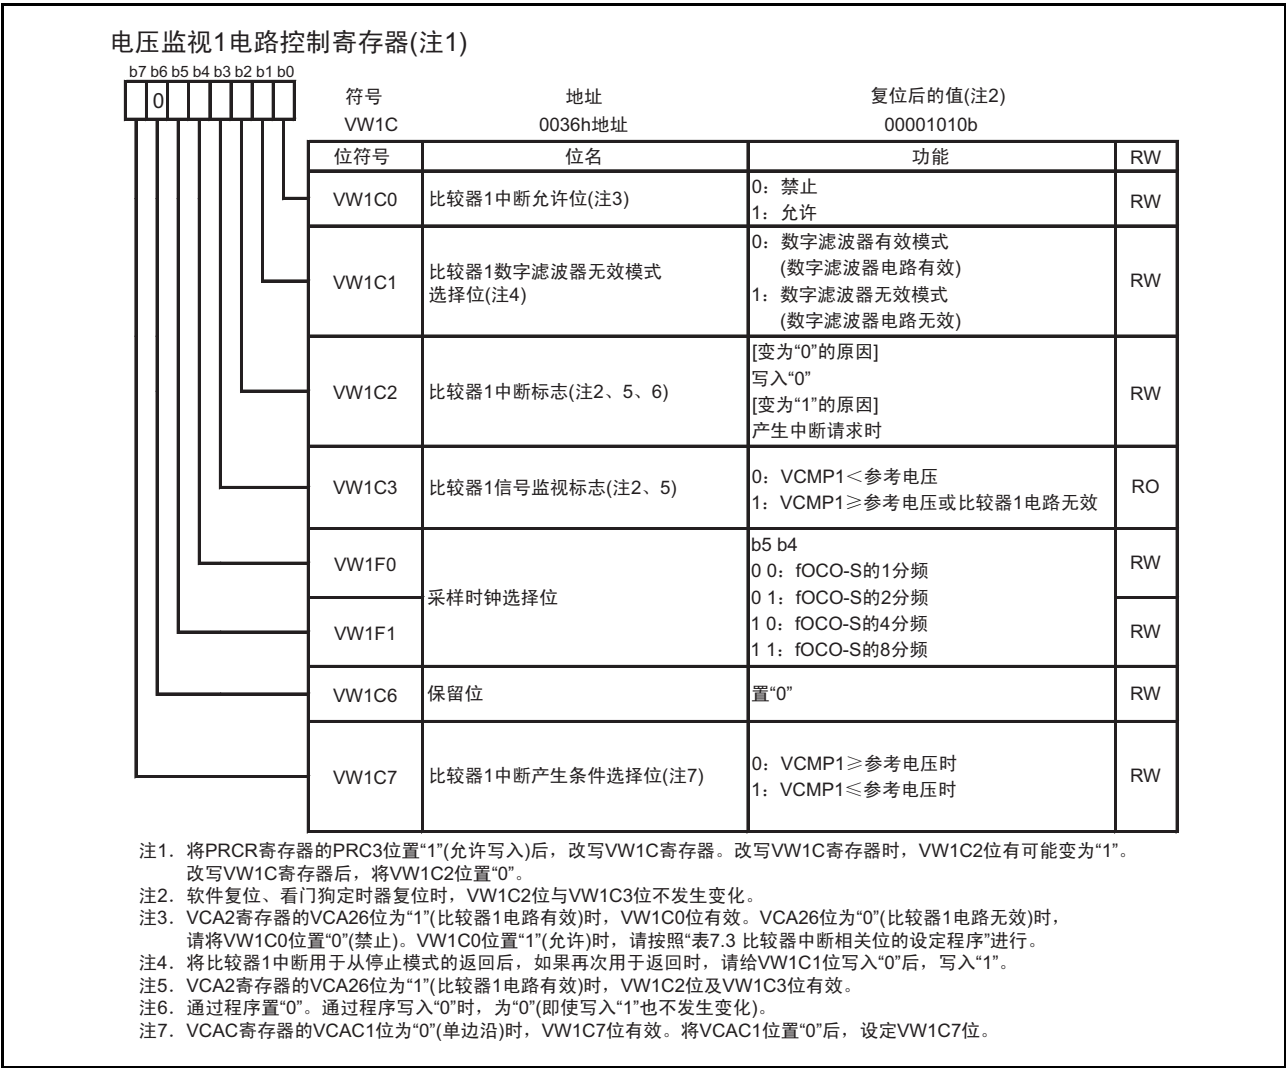 电压监视1电路控制寄存器(注1)
b7 b6 b5 b4 b3 b2 b1 b0
0
符号 地址 复位后的值(注2)
VW1C 0036h地址 00001010b
位符号 位名 功能 RW
VW1C0 比较器1中断允许位(注3) 0：禁止 RW
1：允许
VW1C1 比较器1数字滤波器无效模式 0：数字滤波器有效模式 RW
选择位(注4) (数字滤波器电路有效)
1：数字滤波器无效模式
(数字滤波器电路无效)
VW1C2 比较器1中断标志(注2、5、6) [变为“0”的原因] RW
写入“0”
[变为“1”的原因]
产生中断请求时
VW1C3 比较器1信号监视标志(注2、5) 0：VCMP1＜参考电压 RO
1：VCMP1≥参考电压或比较器1电路无效
VW1F0 采样时钟选择位 b5 b4 RW
0 0：fOCO-S的1分频
0 1：fOCO-S的2分频
VW1F1 1 0：fOCO-S的4分频 RW
1 1：fOCO-S的8分频
VW1C6 保留位 置“0” RW
VW1C7 比较器1中断产生条件选择位(注7) 0：VCMP1≥参考电压时 RW
1：VCMP1≤参考电压时
注1．将PRCR寄存器的PRC3位置“1”(允许写入)后，改写VW1C寄存器。改写VW1C寄存器时，VW1C2位有可能变为“1”。
改写VW1C寄存器后，将VW1C2位置“0”。
注2．软件复位、看门狗定时器复位时，VW1C2位与VW1C3位不发生变化。
注3．VCA2寄存器的VCA26位为“1”(比较器1电路有效)时，VW1C0位有效。VCA26位为“0”(比较器1电路无效)时，
请将VW1C0位置“0”(禁止)。VW1C0位置“1”(允许)时，请按照“表7.3 比较器中断相关位的设定程序”进行。
注4．将比较器1中断用于从停止模式的返回后，如果再次用于返回时，请给VW1C1位写入“0”后，写入“1”。
注5．VCA2寄存器的VCA26位为“1”(比较器1电路有效)时，VW1C2位及VW1C3位有效。
注6．通过程序置“0”。通过程序写入“0”时，为“0”(即使写入“1”也不发生变化)。
注7．VCAC寄存器的VCAC1位为“0”(单边沿)时，VW1C7位有效。将VCAC1位置“0”后，设定VW1C7位。